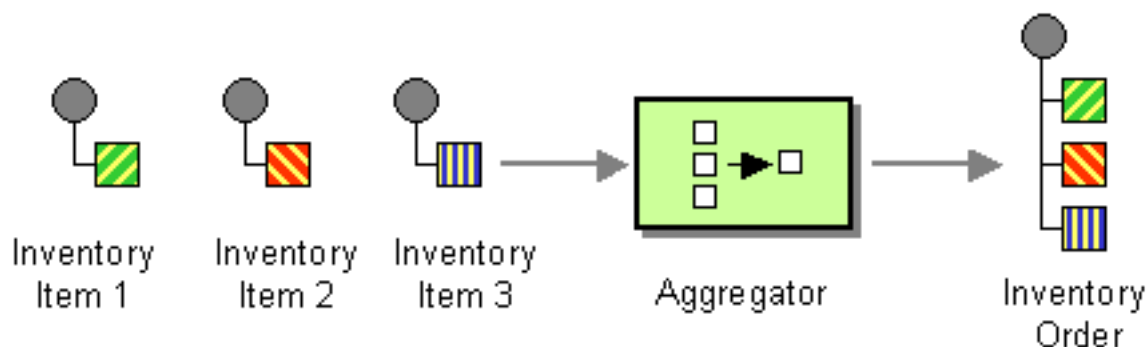 Inventory
Item 1
Inventory
Item 2
Inventory
Item 3
Aggregator
Inventory
Order